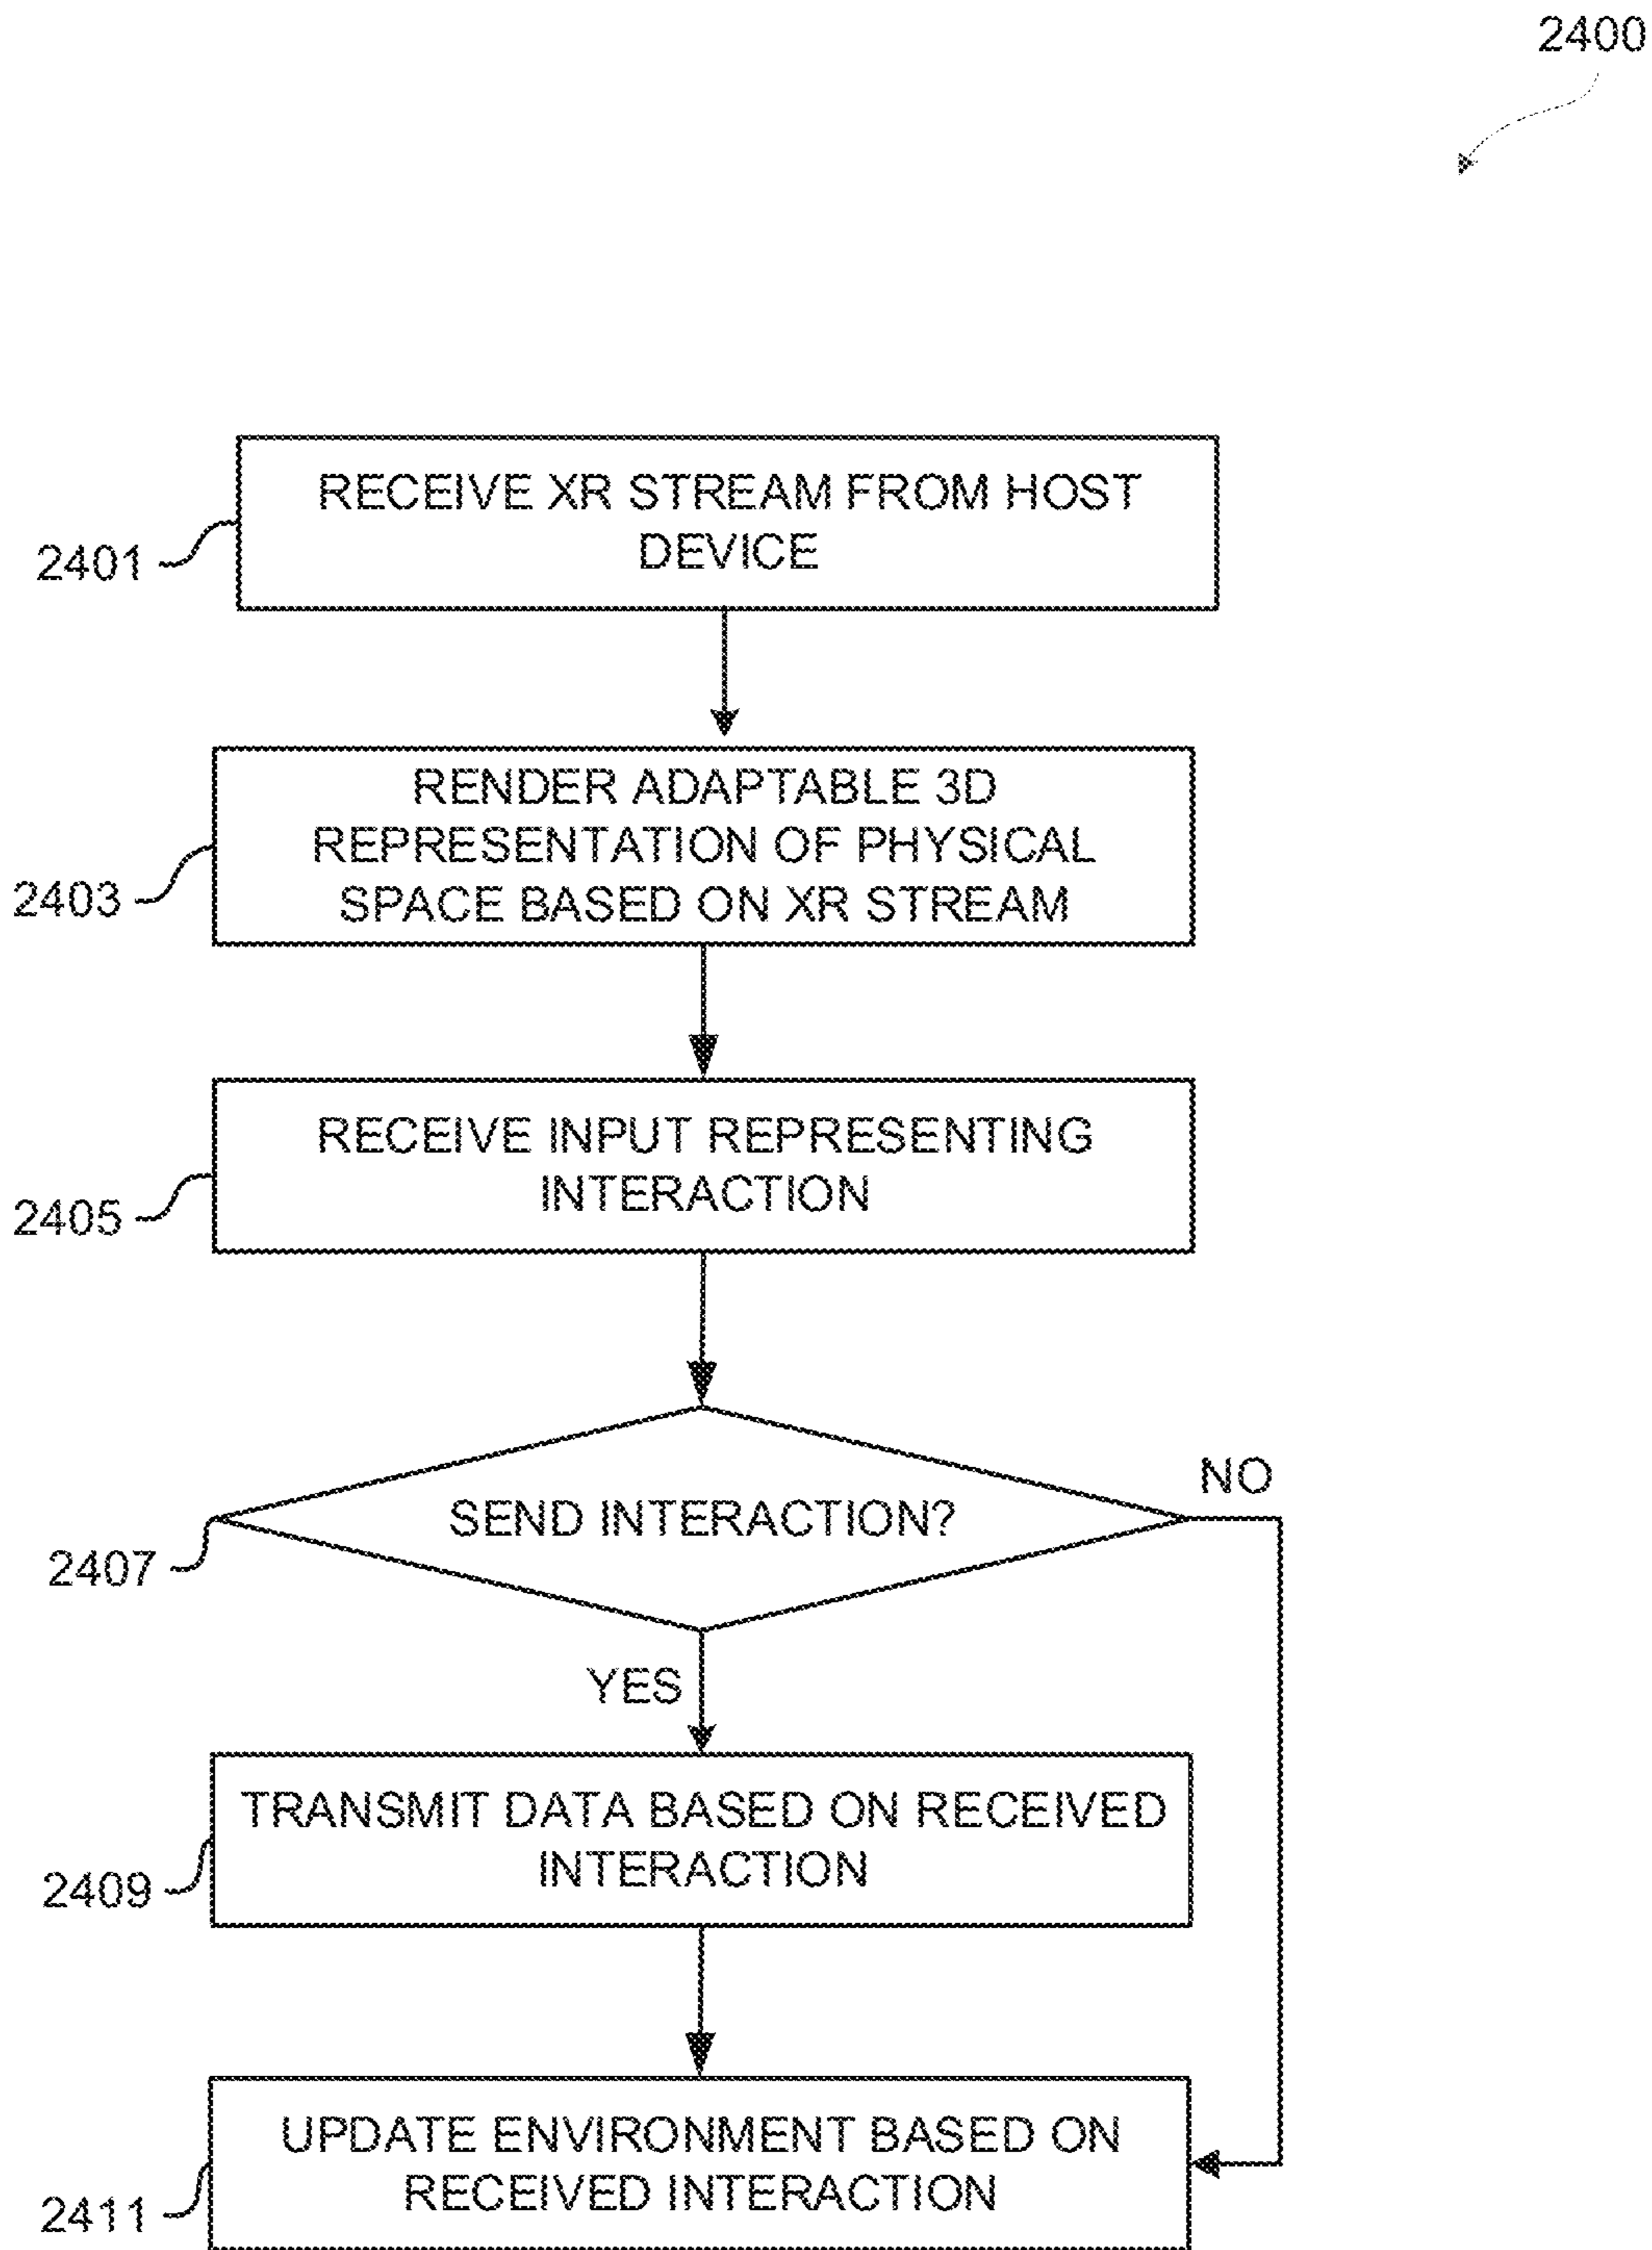 2400
RECEIVE XR STREAM FROM HOST
DEVICE
2401
RENDER ADAPTABLE 3D
REPRESENTATION OF PHYSICAL
SPACE BASED ON XR STREAM
2403
RECEIVE INPUT REPRESENTING
INTERACTION
2405
SEND INTERACTION?
NO
2407
YES
TRANSMIT DATA BASED ON RECEIVED
INTERACTION
2409
UPDATE ENVIRONMENT BASED ON
RECEIVED INTERACTION
2411